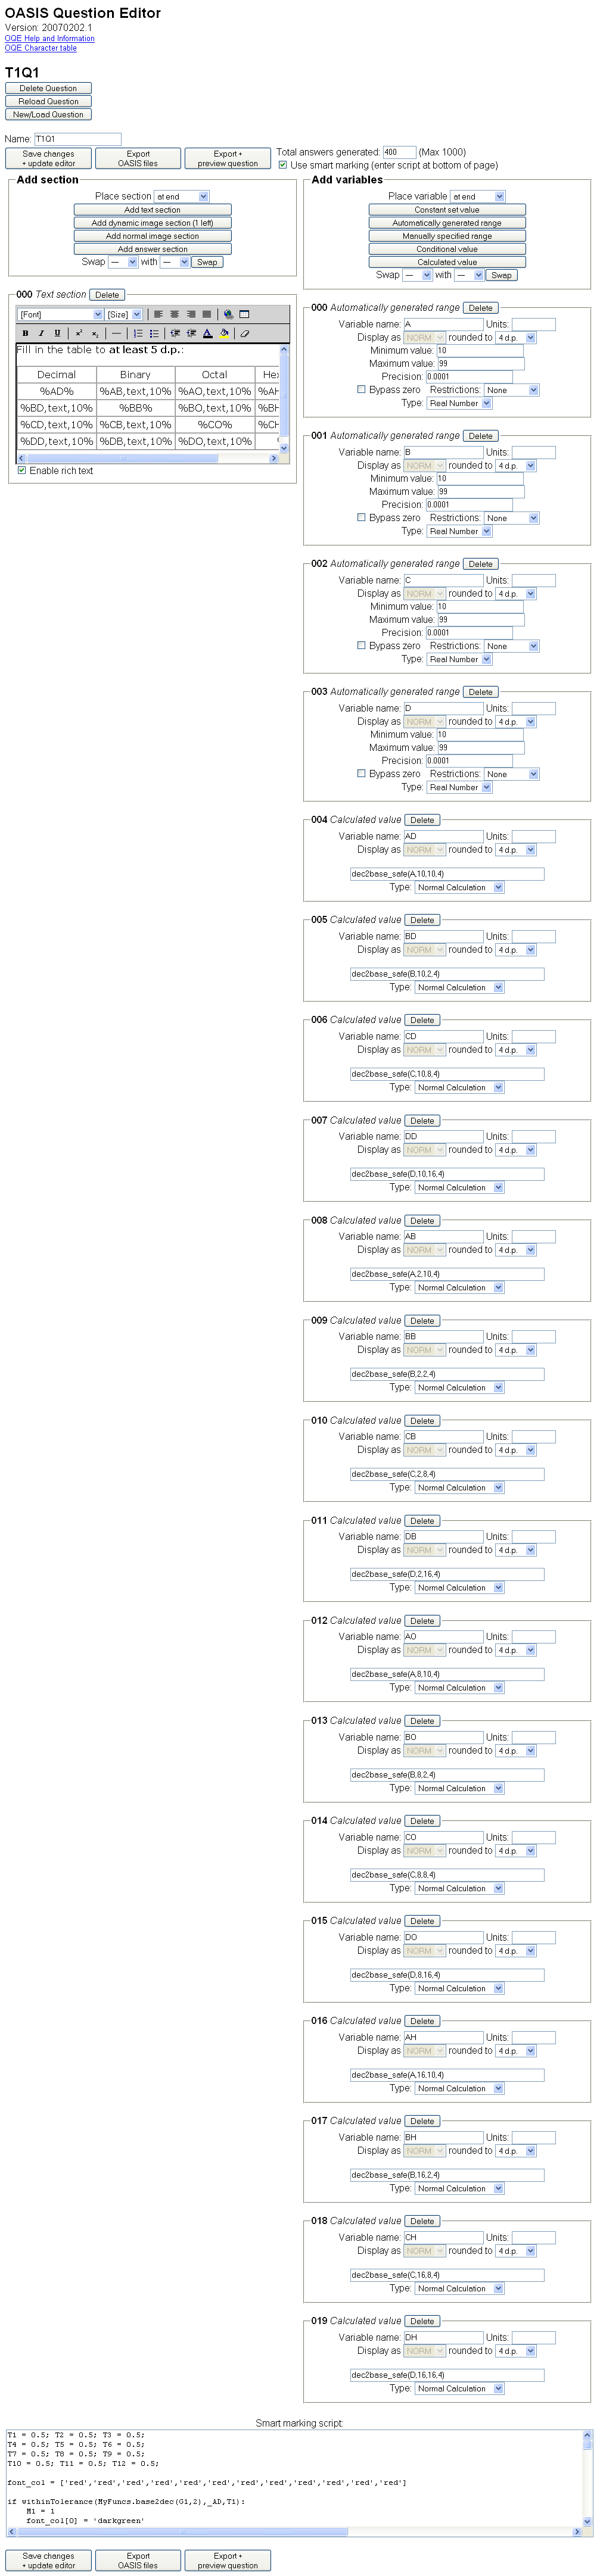 OASIS Question Editor
Version: 20070202.1
OQE Help and Information
OQE Character table
T1Q1
Delete Question
Reload Question
New/Load Question
Name: T1Q1
Save changes + update editor
Export OASIS files
Export + preview question
Total answers generated: 400 (Max 1000)
Use smart marking (enter script at bottom of page)
Add section
Place section at end
Add text section
Add dynamic image section (1 left)
Add normal image section
Add answer section
Swap — with — Swap
000 Text section Delete
[Font] [Size]
B I U x² x₂
Fill in the table to at least 5 d.p.:
Decimal Binary Octal Hex
%AD% %AB,text,10% %AO,text,10% %AH
%BD,text,10% %BB% %BO,text,10% %BH
%CD,text,10% %CB,text,10% %CO% %CH
%DD,text,10% %DB,text,10% %DO,text,10%
Enable rich text
Add variables
Place variable at end
Constant set value
Automatically generated range
Manually specified range
Conditional value
Calculated value
Swap — with — Swap
000 Automatically generated range Delete
Variable name: A Units:
Display as NORM rounded to 4 d.p.
Minimum value: 10
Maximum value: 99
Precision: 0.0001
Bypass zero Restrictions: None
Type: Real Number
001 Automatically generated range Delete
Variable name: B Units:
Display as NORM rounded to 4 d.p.
Minimum value: 10
Maximum value: 99
Precision: 0.0001
Bypass zero Restrictions: None
Type: Real Number
002 Automatically generated range Delete
Variable name: C Units:
Display as NORM rounded to 4 d.p.
Minimum value: 10
Maximum value: 99
Precision: 0.0001
Bypass zero Restrictions: None
Type: Real Number
003 Automatically generated range Delete
Variable name: D Units:
Display as NORM rounded to 4 d.p.
Minimum value: 10
Maximum value: 99
Precision: 0.0001
Bypass zero Restrictions: None
Type: Real Number
004 Calculated value Delete
Variable name: AD Units:
Display as NORM rounded to 4 d.p.
dec2base_safe(A,10,10,4)
Type: Normal Calculation
005 Calculated value Delete
Variable name: BD Units:
Display as NORM rounded to 4 d.p.
dec2base_safe(B,10,2,4)
Type: Normal Calculation
006 Calculated value Delete
Variable name: CD Units:
Display as NORM rounded to 4 d.p.
dec2base_safe(C,10,8,4)
Type: Normal Calculation
007 Calculated value Delete
Variable name: DD Units:
Display as NORM rounded to 4 d.p.
dec2base_safe(D,10,16,4)
Type: Normal Calculation
008 Calculated value Delete
Variable name: AB Units:
Display as NORM rounded to 4 d.p.
dec2base_safe(A,2,10,4)
Type: Normal Calculation
009 Calculated value Delete
Variable name: BB Units:
Display as NORM rounded to 4 d.p.
dec2base_safe(B,2,2,4)
Type: Normal Calculation
010 Calculated value Delete
Variable name: CB Units:
Display as NORM rounded to 4 d.p.
dec2base_safe(C,2,8,4)
Type: Normal Calculation
011 Calculated value Delete
Variable name: DB Units:
Display as NORM rounded to 4 d.p.
dec2base_safe(D,2,16,4)
Type: Normal Calculation
012 Calculated value Delete
Variable name: AO Units:
Display as NORM rounded to 4 d.p.
dec2base_safe(A,8,10,4)
Type: Normal Calculation
013 Calculated value Delete
Variable name: BO Units:
Display as NORM rounded to 4 d.p.
dec2base_safe(B,8,2,4)
Type: Normal Calculation
014 Calculated value Delete
Variable name: CO Units:
Display as NORM rounded to 4 d.p.
dec2base_safe(C,8,8,4)
Type: Normal Calculation
015 Calculated value Delete
Variable name: DO Units:
Display as NORM rounded to 4 d.p.
dec2base_safe(D,8,16,4)
Type: Normal Calculation
016 Calculated value Delete
Variable name: AH Units:
Display as NORM rounded to 4 d.p.
dec2base_safe(A,16,10,4)
Type: Normal Calculation
017 Calculated value Delete
Variable name: BH Units:
Display as NORM rounded to 4 d.p.
dec2base_safe(B,16,2,4)
Type: Normal Calculation
018 Calculated value Delete
Variable name: CH Units:
Display as NORM rounded to 4 d.p.
dec2base_safe(C,16,8,4)
Type: Normal Calculation
019 Calculated value Delete
Variable name: DH Units:
Display as NORM rounded to 4 d.p.
dec2base_safe(D,16,16,4)
Type: Normal Calculation
Smart marking script:
T1 = 0.5; T2 = 0.5; T3 = 0.5;
T4 = 0.5; T5 = 0.5; T6 = 0.5;
T7 = 0.5; T8 = 0.5; T9 = 0.5;
T10 = 0.5; T11 = 0.5; T12 = 0.5;
font_col = ['red','red','red','red','red','red','red','red','red','red','red','red']
if withinTolerance(MyFuncs.base2dec(G1,2),_AD,T1):
M1 = 1
font_col[0] = 'darkgreen'
Save changes + update editor
Export OASIS files
Export + preview question